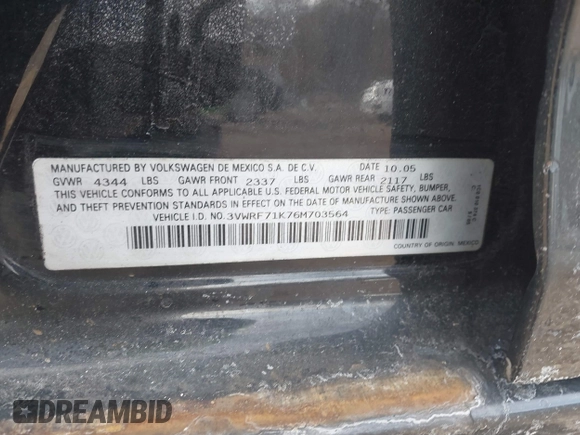 MANUFACTURED BY VOLKSWAGEN DE MEXICO S.A. DE C.V. DATE 10.05
GVWR 4344 LBS GAWR FRONT 2337 LBS GAWR REAR 2117 LBS
THIS VEHICLE CONFORMS TO ALL APPLICABLE U.S. FEDERAL MOTOR VEHICLE SAFETY, BUMPER,
AND THEFT PREVENTION STANDARDS IN EFFECT ON THE DATE OF MANUFACTURE SHOWN ABOVE.
VEHICLE I.D. NO. 3VWRF71K76M703564 TYPE: PASSENGER CAR
COUNTRY OF ORIGIN: MEXICO
DREAMBID